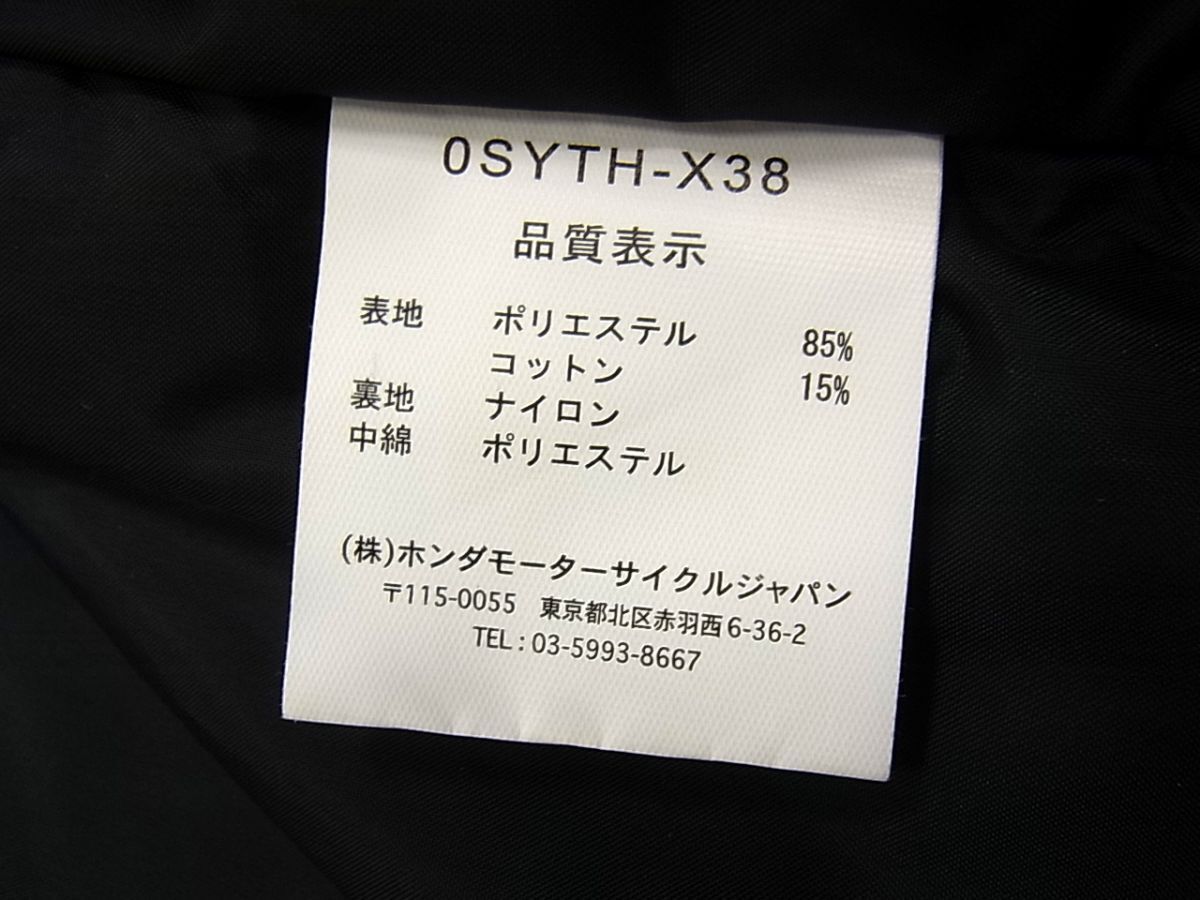 0SYTH-X38
品質表示
表地 ポリエステル 85%
コットン 15%
裏地 ナイロン
中綿 ポリエステル
(株)ホンダモーターサイクルジャパン
〒115-0055 東京都北区赤羽西6-36-2
TEL : 03-5993-8667